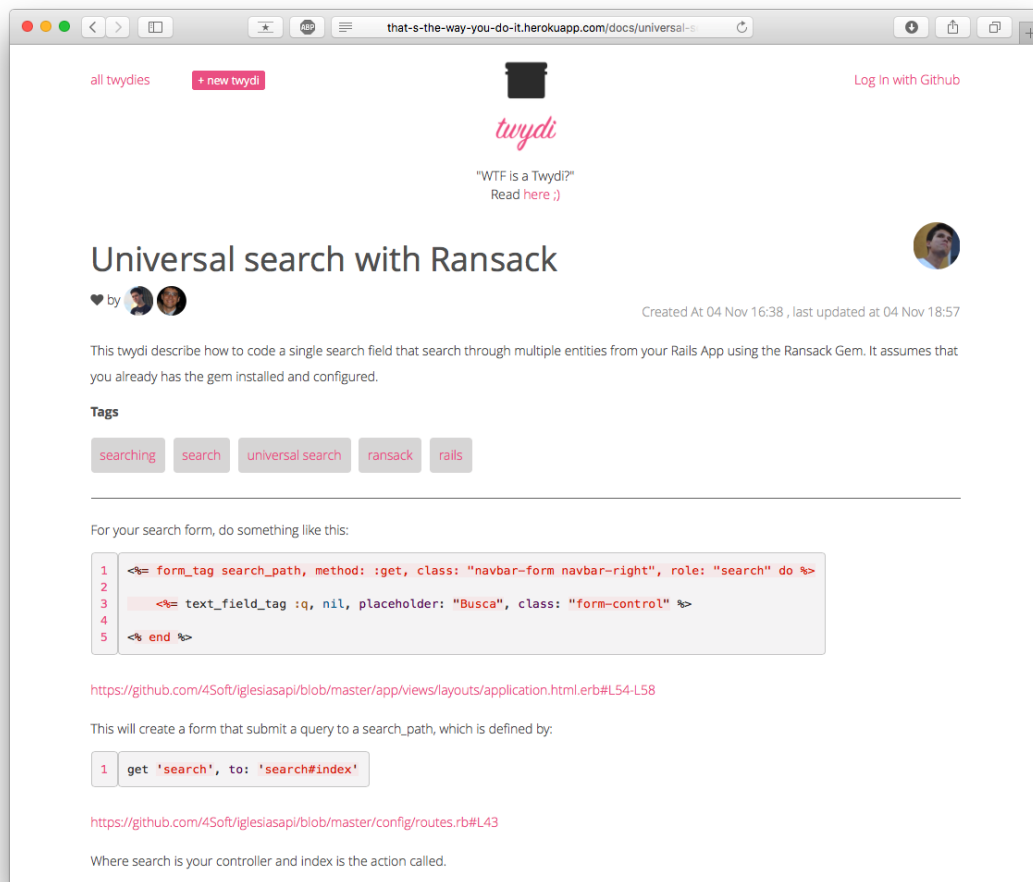 ABP
that-s-the-way-you-do-it.herokuapp.com/docs/universal-s
all twydies
+ new twydi
Log In with Github
twydi
"WTF is a Twydi?"
Read here ;)
Universal search with Ransack
by
Created At 04 Nov 16:38 , last updated at 04 Nov 18:57
This twydi describe how to code a single search field that search through multiple entities from your Rails App using the Ransack Gem. It assumes that
you already has the gem installed and configured.
Tags
searching
search
universal search
ransack
rails
For your search form, do something like this:
1 <%= form_tag search_path, method: :get, class: "navbar-form navbar-right", role: "search" do %>
2
3     <%= text_field_tag :q, nil, placeholder: "Busca", class: "form-control" %>
4
5 <% end %>
https://github.com/4Soft/iglesiasapi/blob/master/app/views/layouts/application.html.erb#L54-L58
This will create a form that submit a query to a search_path, which is defined by:
1 get 'search', to: 'search#index'
https://github.com/4Soft/iglesiasapi/blob/master/config/routes.rb#L43
Where search is your controller and index is the action called.